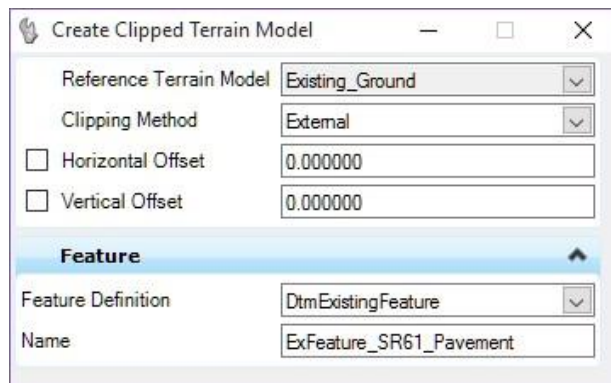 Create Clipped Terrain Model
Reference Terrain Model Existing_Ground
Clipping Method External
Horizontal Offset 0.000000
Vertical Offset 0.000000
Feature
Feature Definition DtmExistingFeature
Name ExFeature_SR61_Pavement